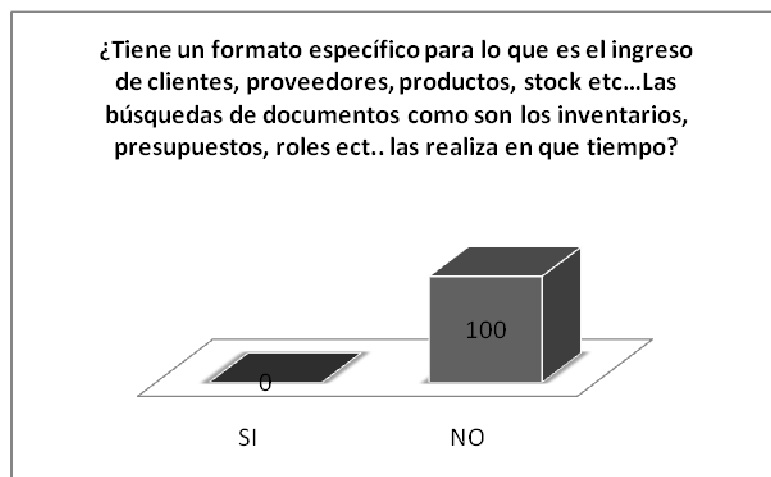 ¿Tiene un formato específico para lo que es el ingreso
de clientes, proveedores, productos, stock etc...Las
búsquedas de documentos como son los inventarios,
presupuestos, roles ect.. las realiza en que tiempo?
100
0
SI NO